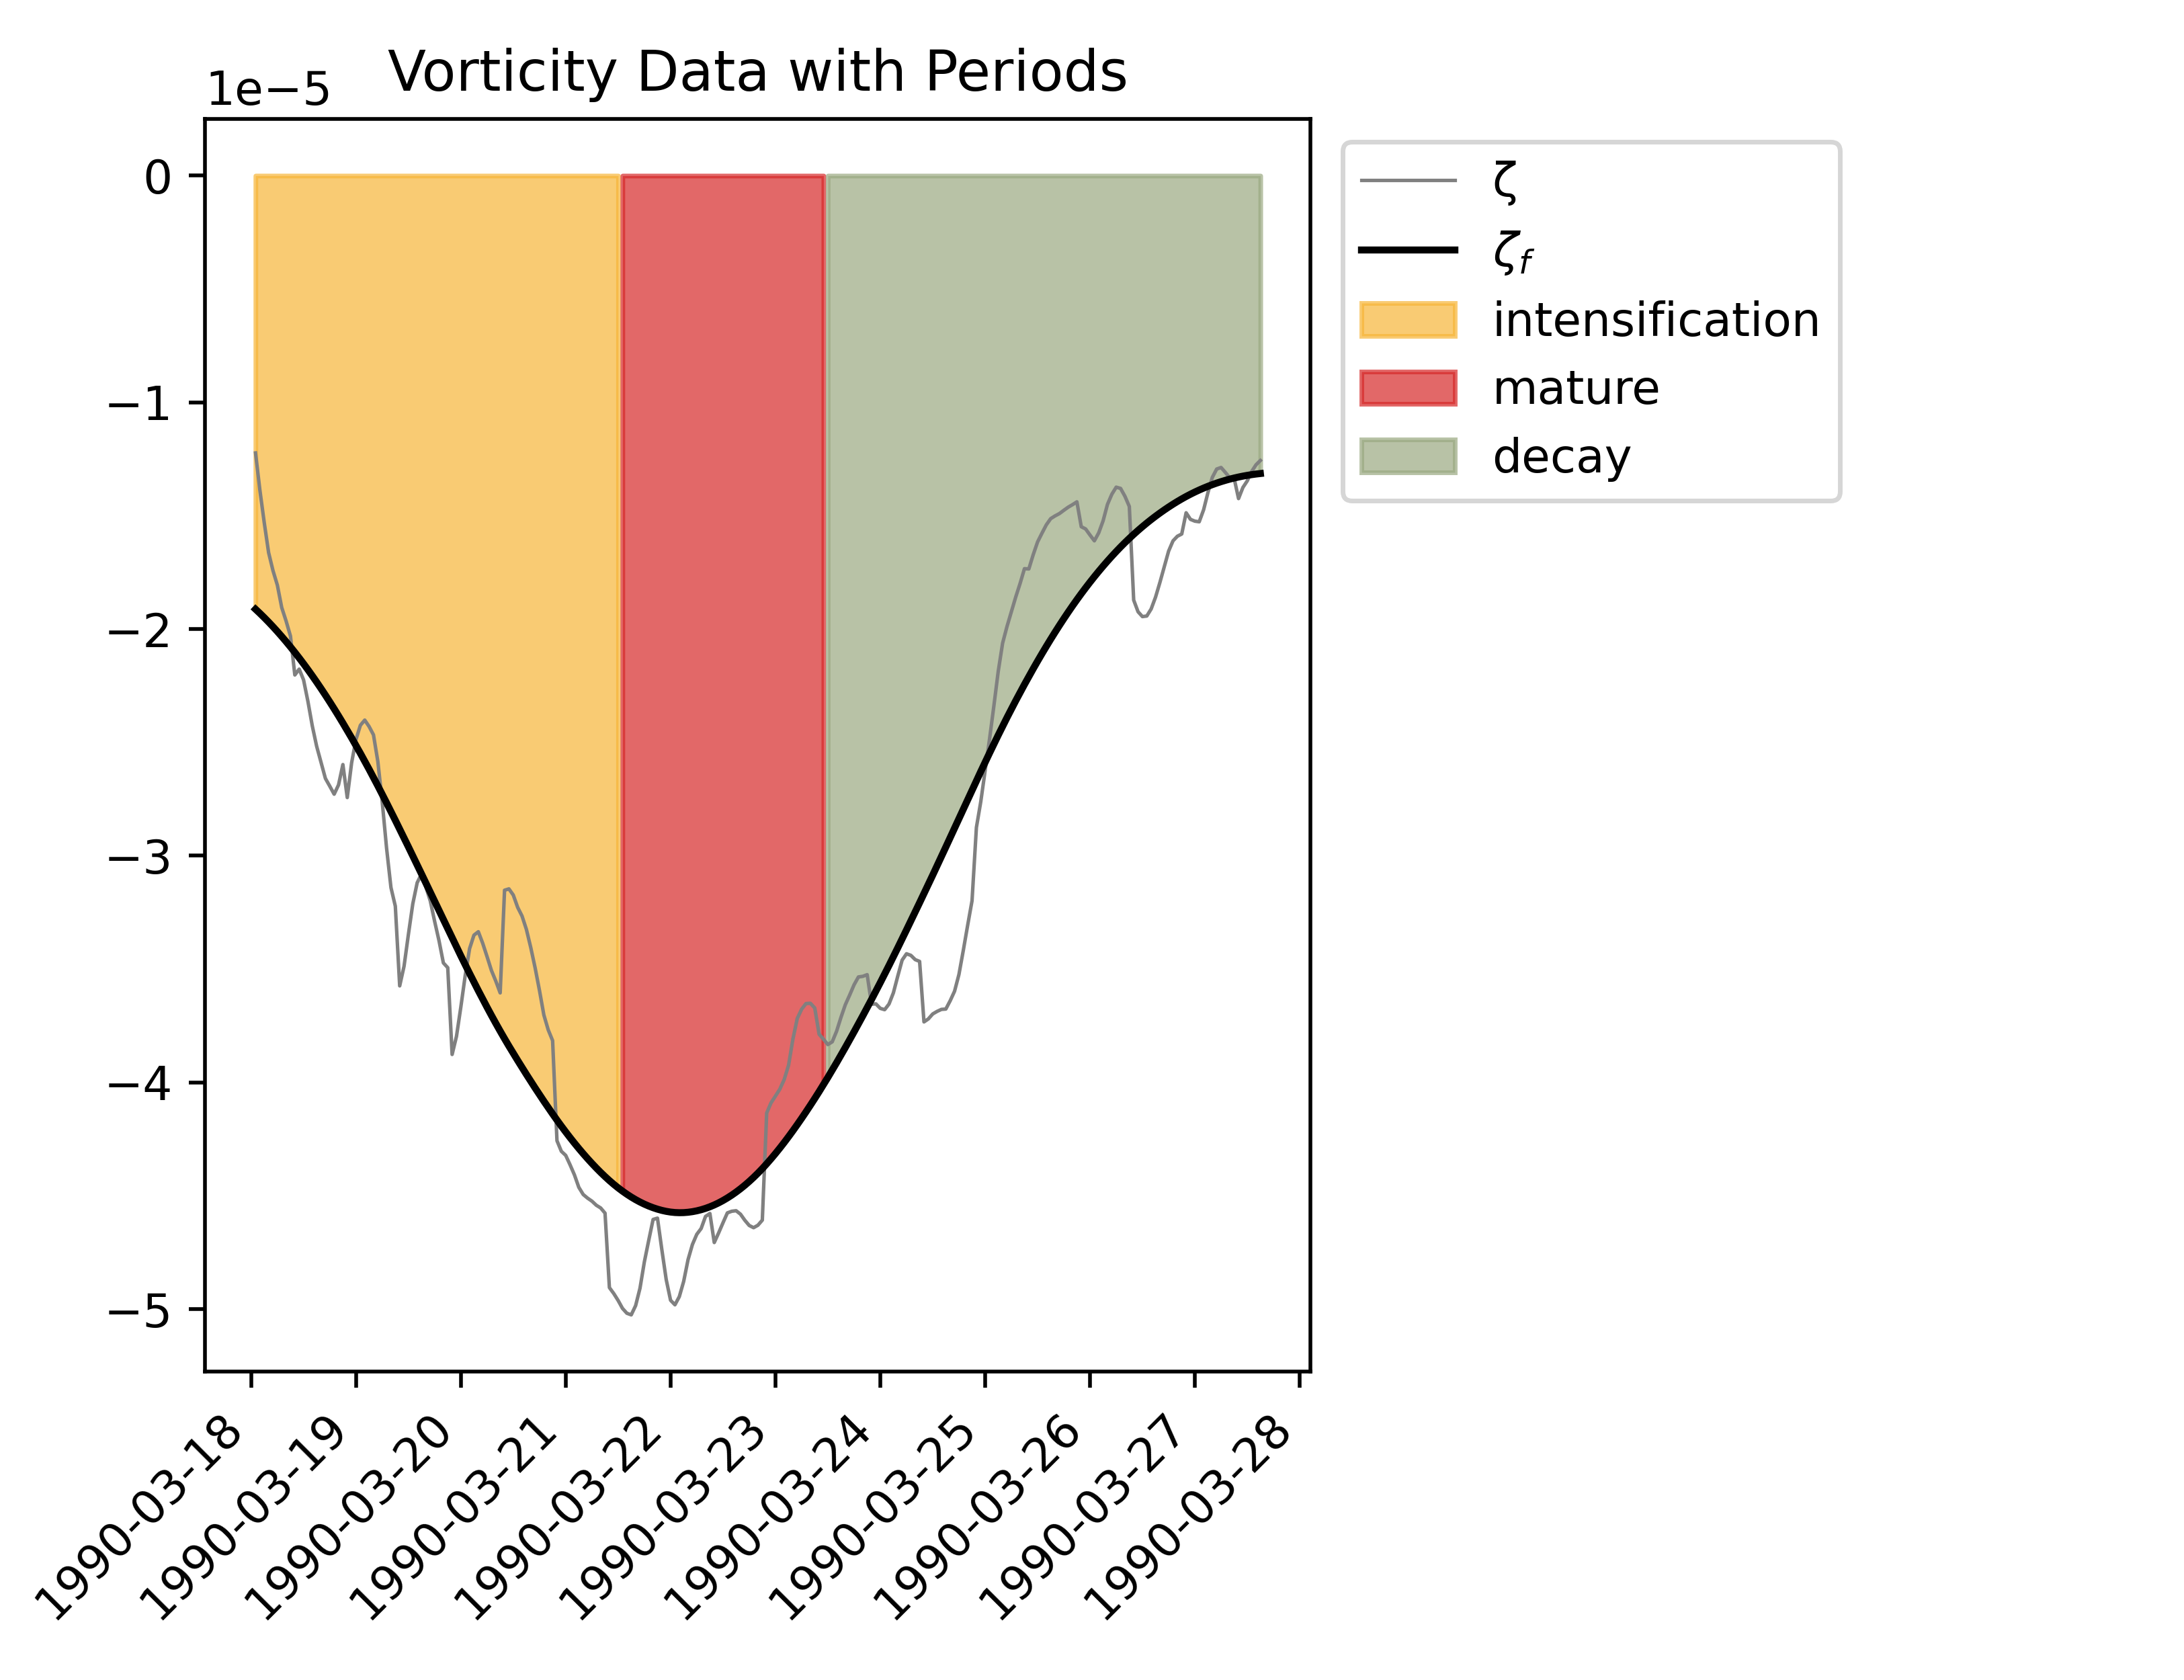 Vorticity Data with Periods
1e−5
0
−1
−2
−3
−4
−5
1990-03-18
1990-03-19
1990-03-20
1990-03-21
1990-03-22
1990-03-23
1990-03-24
1990-03-25
1990-03-26
1990-03-27
1990-03-28
ζ
ζf
intensification
mature
decay